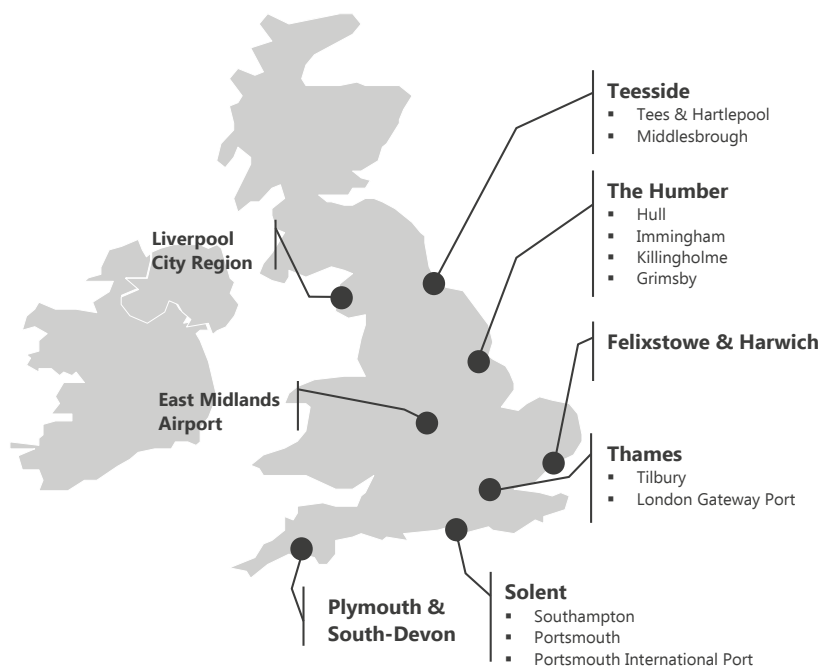 Teesside
▪ Tees & Hartlepool
▪ Middlesbrough
The Humber
▪ Hull
▪ Immingham
▪ Killingholme
▪ Grimsby
Liverpool
City Region
Felixstowe & Harwich
East Midlands
Airport
Thames
▪ Tilbury
▪ London Gateway Port
Plymouth &
South-Devon
Solent
▪ Southampton
▪ Portsmouth
▪ Portsmouth International Port